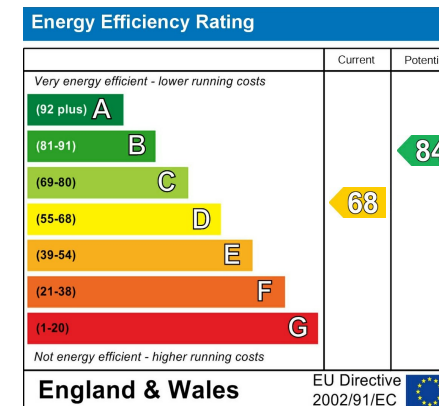 Energy Efficiency Rating
Current Potenti
Very energy efficient - lower running costs
(92 plus) A
(81-91) B
84
(69-80) C
(55-68) D
68
(39-54) E
(21-38) F
(1-20) G
Not energy efficient - higher running costs
England & Wales
EU Directive
2002/91/EC